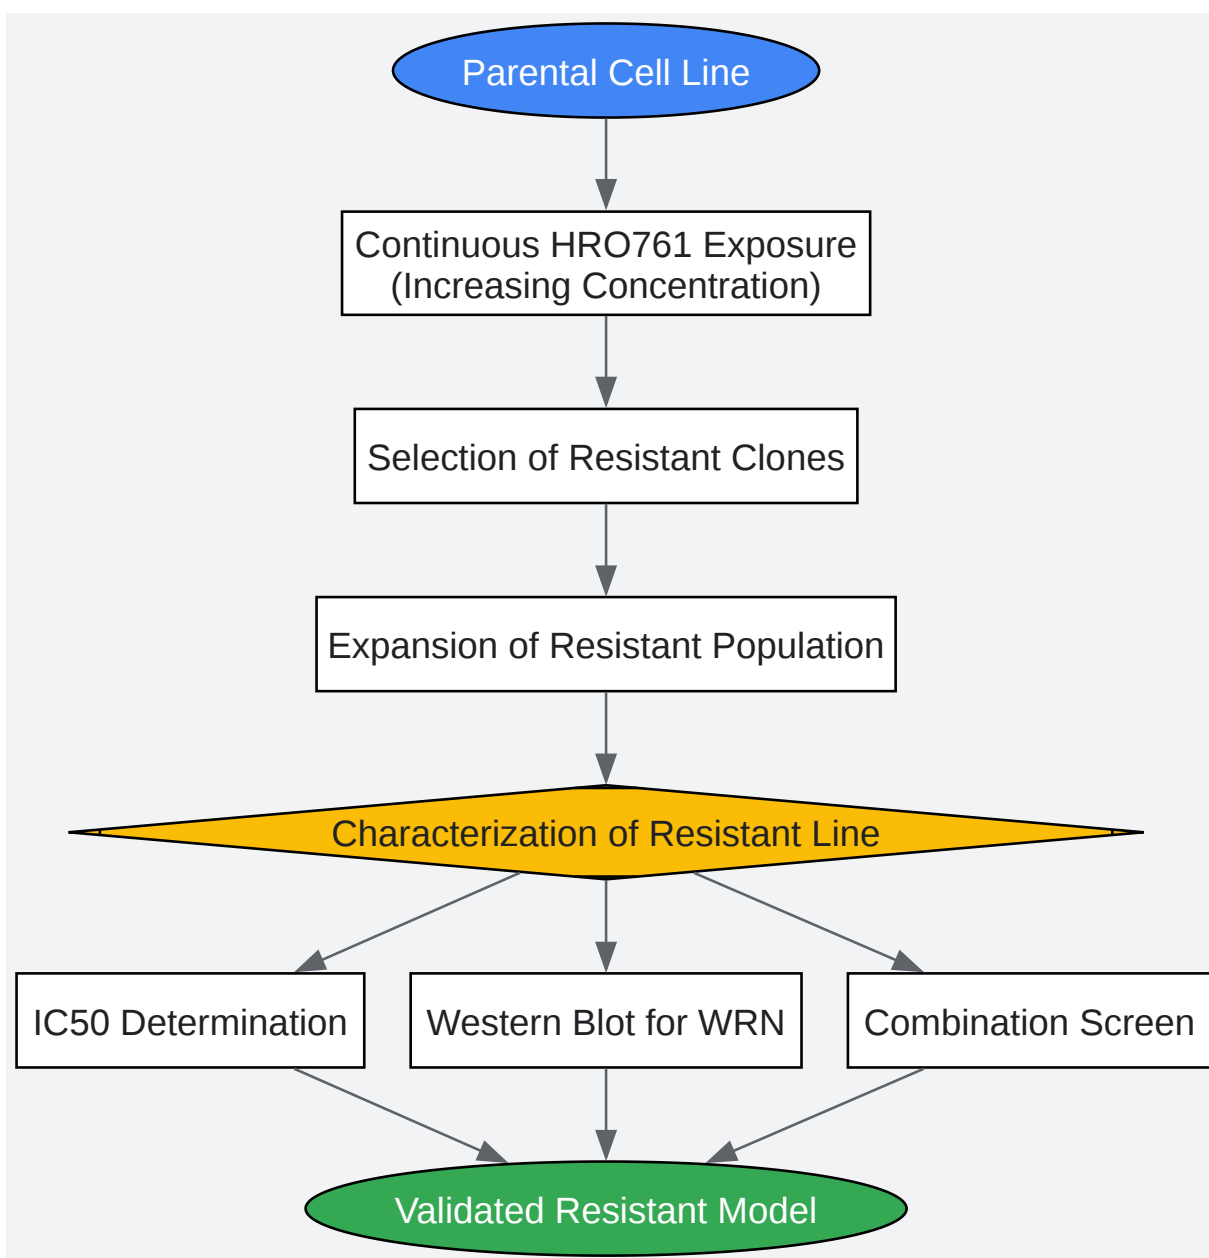 Parental Cell Line
Continuous HRO761 Exposure
(Increasing Concentration)
Selection of Resistant Clones
Expansion of Resistant Population
Characterization of Resistant Line
IC50 Determination
Western Blot for WRN
Combination Screen
Validated Resistant Model